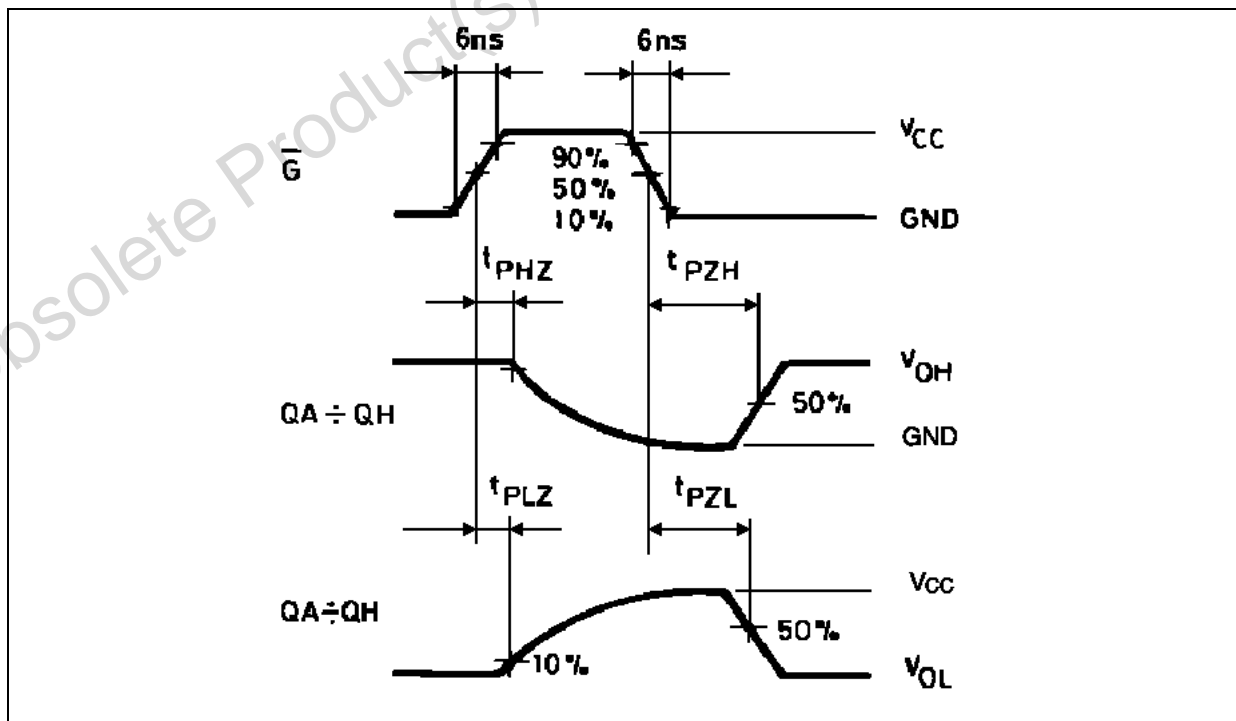 Obsolete Product(s)
6ns 6ns
G̅
VCC
90%
50%
10%
GND
tPHZ tPZH
VOH
50%
QA ÷ QH
GND
tPLZ tPZL
Vcc
QA÷QH
50%
10%
VOL